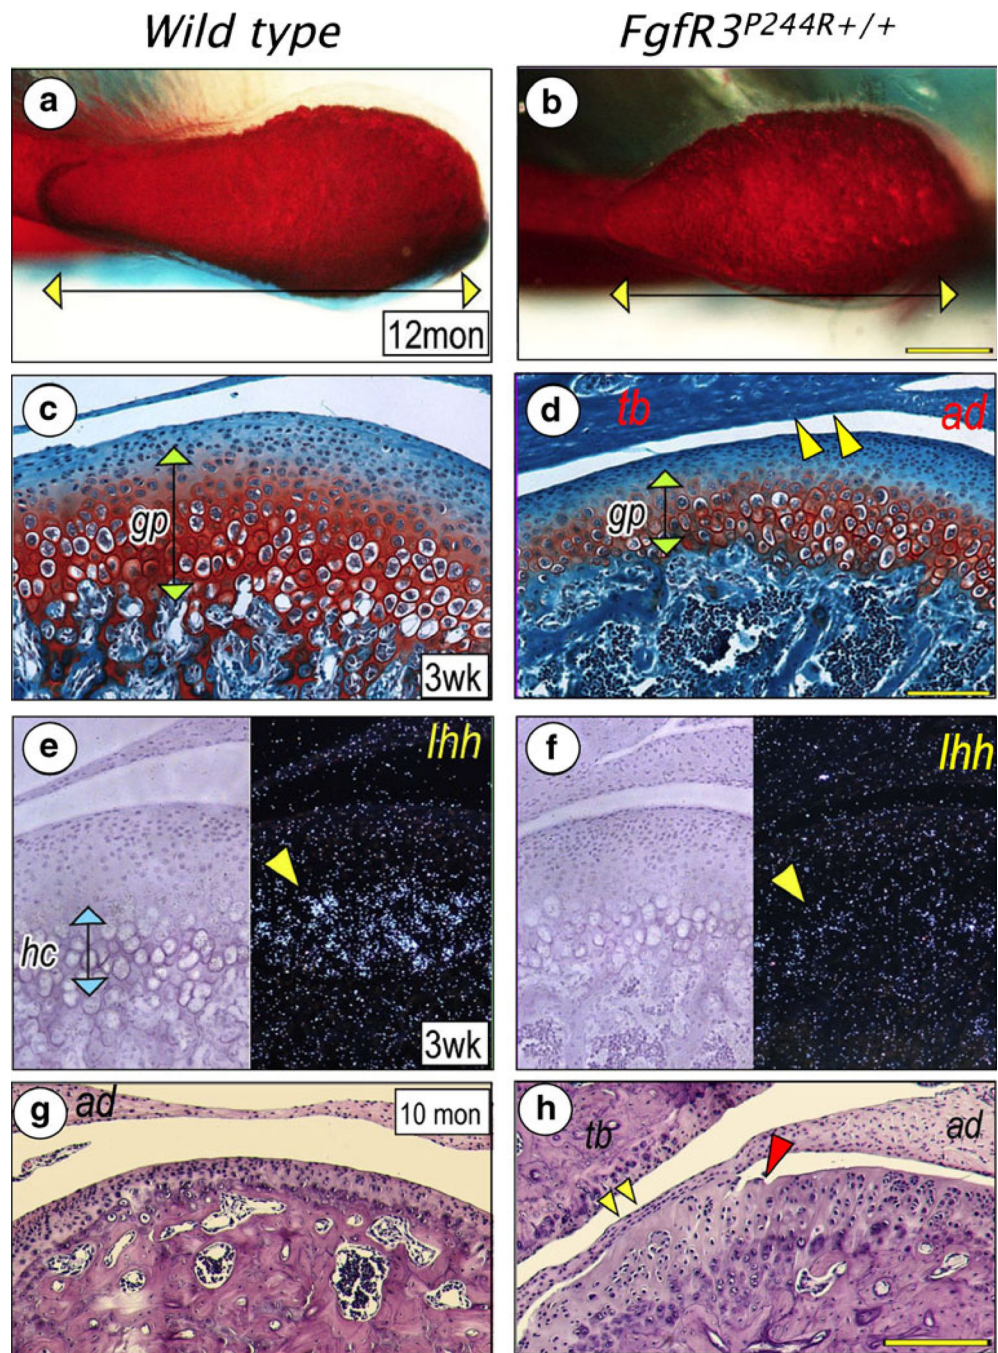 Wild type
FgfR3P244R+/+
a
12mon
b
c
gp
3wk
d
tb
ad
gp
e
Ihh
hc
3wk
f
Ihh
g
ad
10 mon
h
tb
ad